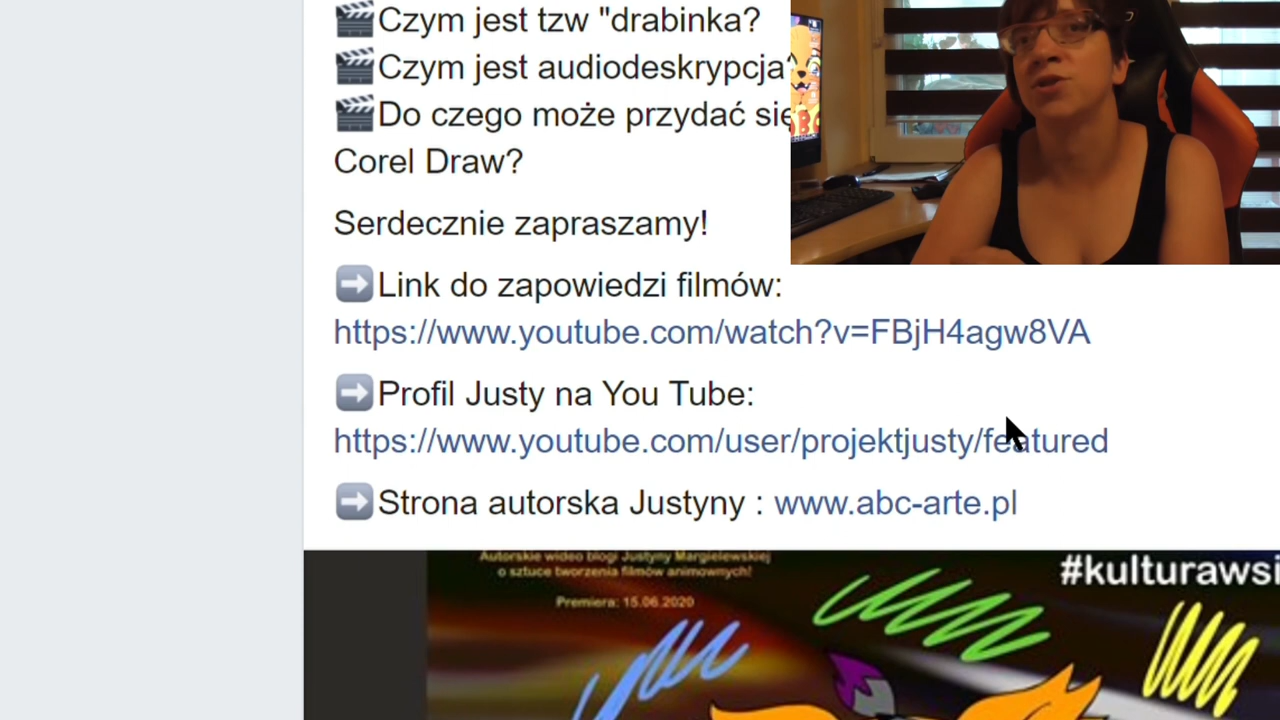 🎬Czym jest tzw "drabinka?
🎬Czym jest audiodeskrypcja?
🎬Do czego może przydać się
Corel Draw?
Serdecznie zapraszamy!
➡️Link do zapowiedzi filmów:
https://www.youtube.com/watch?v=FBjH4agw8VA
➡️Profil Justy na You Tube:
https://www.youtube.com/user/projektjusty/featured
➡️Strona autorska Justyny : www.abc-arte.pl
Autorskie wideo blogi Justyny Margielewskiej
o sztuce tworzenia filmów animowanych!
Premiera: 15.06.2020
#kulturawsi